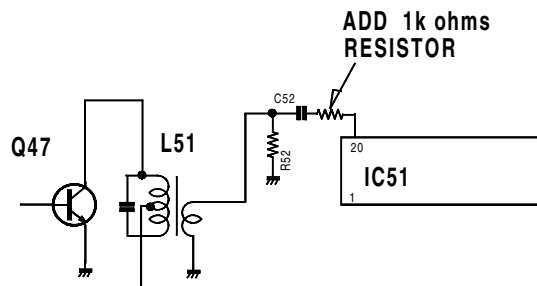 ADD 1k ohms
RESISTOR
C52
Q47
L51
R52
20
IC51
1